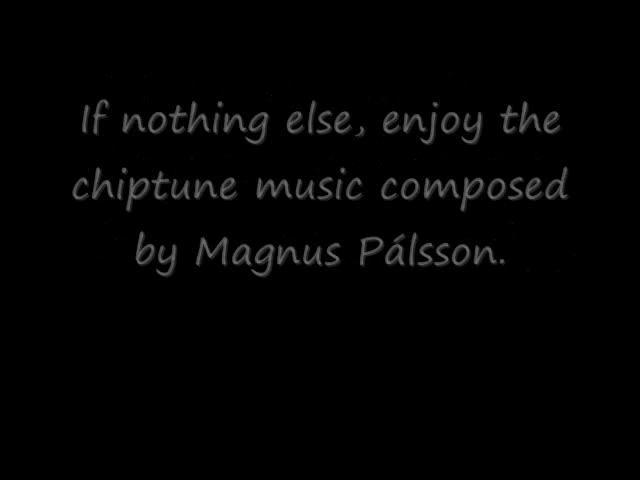 If nothing else, enjoy the
chiptune music composed
by Magnus Pálsson.